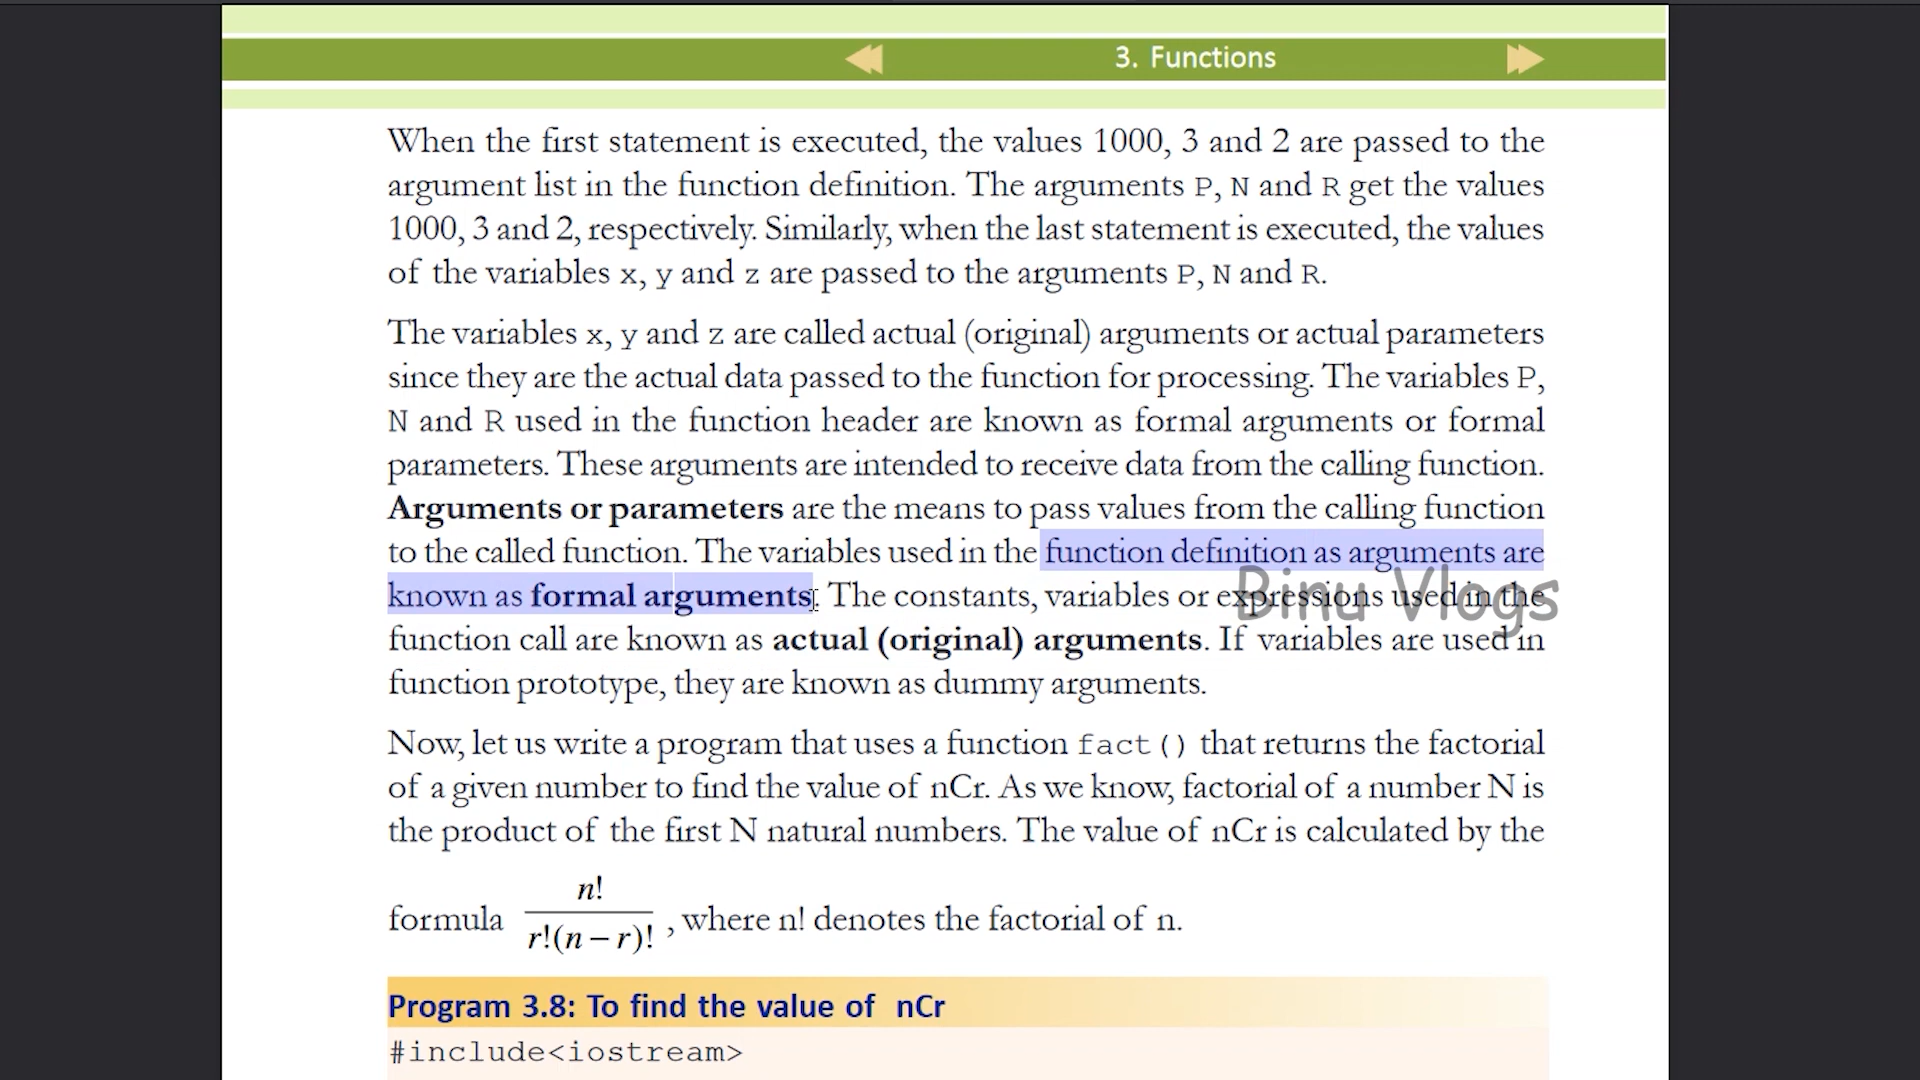 3. Functions
When the first statement is executed, the values 1000, 3 and 2 are passed to the
argument list in the function definition. The arguments P, N and R get the values
1000, 3 and 2, respectively. Similarly, when the last statement is executed, the values
of the variables x, y and z are passed to the arguments P, N and R.
The variables x, y and z are called actual (original) arguments or actual parameters
since they are the actual data passed to the function for processing. The variables P,
N and R used in the function header are known as formal arguments or formal
parameters. These arguments are intended to receive data from the calling function.
Arguments or parameters are the means to pass values from the calling function
to the called function. The variables used in the function definition as arguments are
known as formal arguments. The constants, variables or expressions used in the
Binu Vlogs
function call are known as actual (original) arguments. If variables are used in
function prototype, they are known as dummy arguments.
Now, let us write a program that uses a function fact() that returns the factorial
of a given number to find the value of nCr. As we know, factorial of a number N is
the product of the first N natural numbers. The value of nCr is calculated by the
formula n! / r!(n – r)! , where n! denotes the factorial of n.
Program 3.8: To find the value of nCr
#include<iostream>